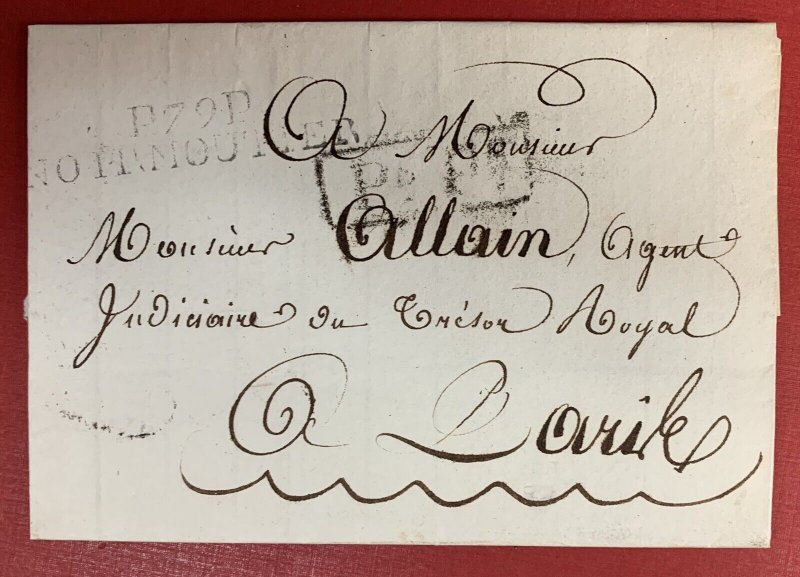 P79P
NOIRMOUTIER
A Monsieur
Monsieur Allain, Agent
Judiciaire du Trésor Royal
A Paris